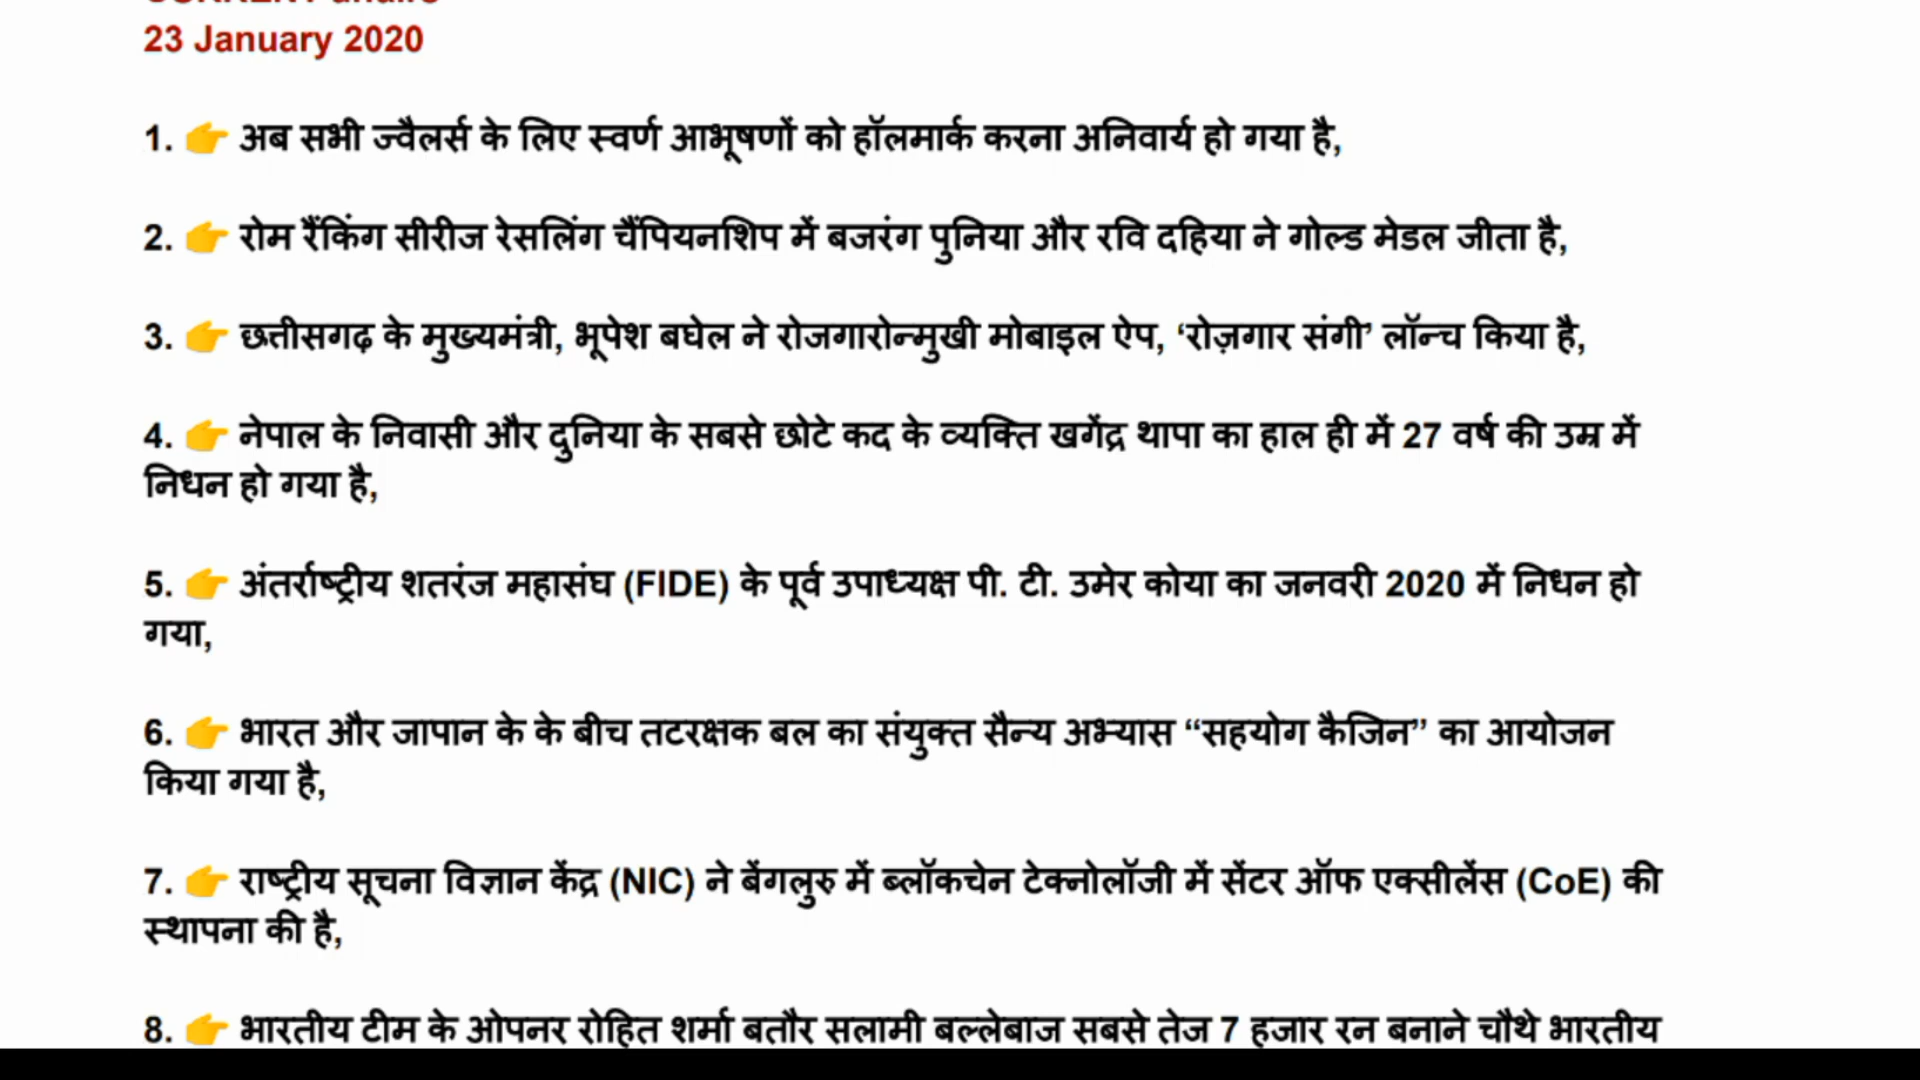 23 January 2020
1. 👉 अब सभी ज्वैलर्स के लिए स्वर्ण आभूषणों को हॉलमार्क करना अनिवार्य हो गया है,
2. 👉 रोम रैंकिंग सीरीज रेसलिंग चैंपियनशिप में बजरंग पुनिया और रवि दहिया ने गोल्ड मेडल जीता है,
3. 👉 छत्तीसगढ़ के मुख्यमंत्री, भूपेश बघेल ने रोजगारोन्मुखी मोबाइल ऐप, ‘रोज़गार संगी’ लॉन्च किया है,
4. 👉 नेपाल के निवासी और दुनिया के सबसे छोटे कद के व्यक्ति खगेंद्र थापा का हाल ही में 27 वर्ष की उम्र में
निधन हो गया है,
5. 👉 अंतर्राष्ट्रीय शतरंज महासंघ (FIDE) के पूर्व उपाध्यक्ष पी. टी. उमेर कोया का जनवरी 2020 में निधन हो
गया,
6. 👉 भारत और जापान के के बीच तटरक्षक बल का संयुक्त सैन्य अभ्यास “सहयोग कैजिन” का आयोजन
किया गया है,
7. 👉 राष्ट्रीय सूचना विज्ञान केंद्र (NIC) ने बेंगलुरु में ब्लॉकचेन टेक्नोलॉजी में सेंटर ऑफ एक्सीलेंस (CoE) की
स्थापना की है,
8. 👉 भारतीय टीम के ओपनर रोहित शर्मा बतौर सलामी बल्लेबाज सबसे तेज 7 हजार रन बनाने चौथे भारतीय